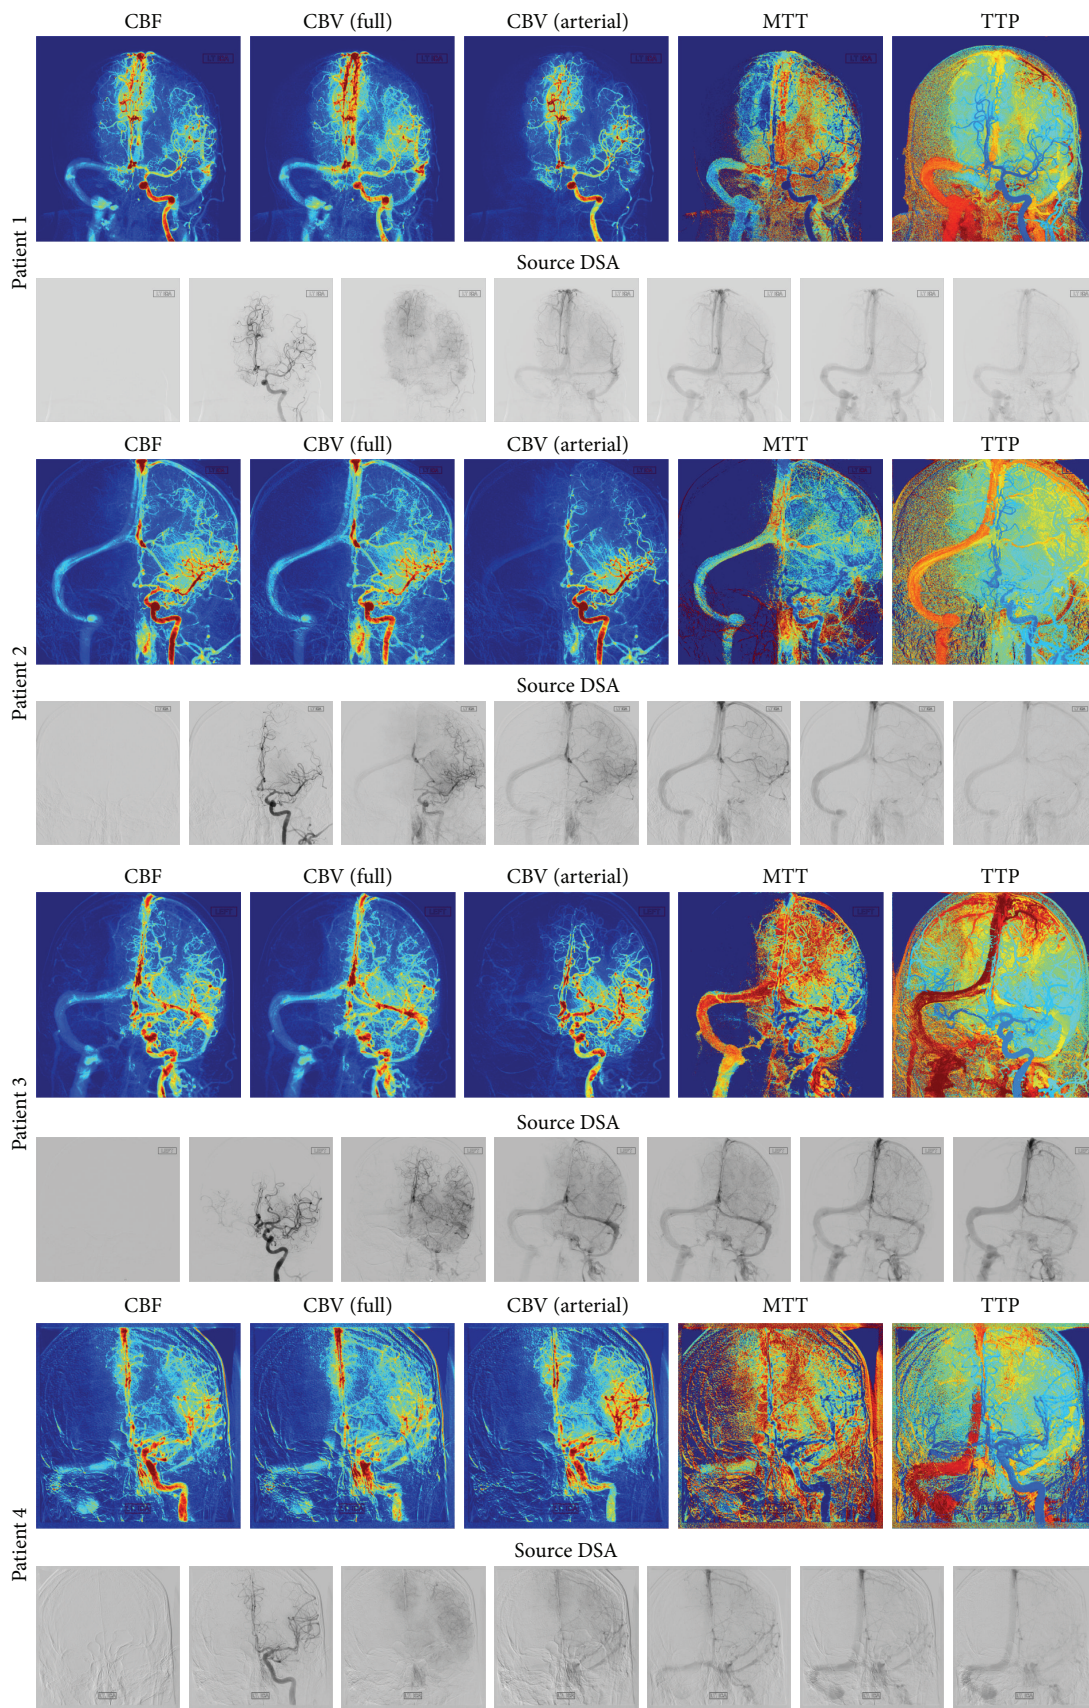 CBF CBV (full) CBV (arterial) MTT TTP
Patient 1
LT IDA
Source DSA
CBF CBV (full) CBV (arterial) MTT TTP
Patient 2
Source DSA
CBF CBV (full) CBV (arterial) MTT TTP
Patient 3
Source DSA
CBF CBV (full) CBV (arterial) MTT TTP
Patient 4
Source DSA